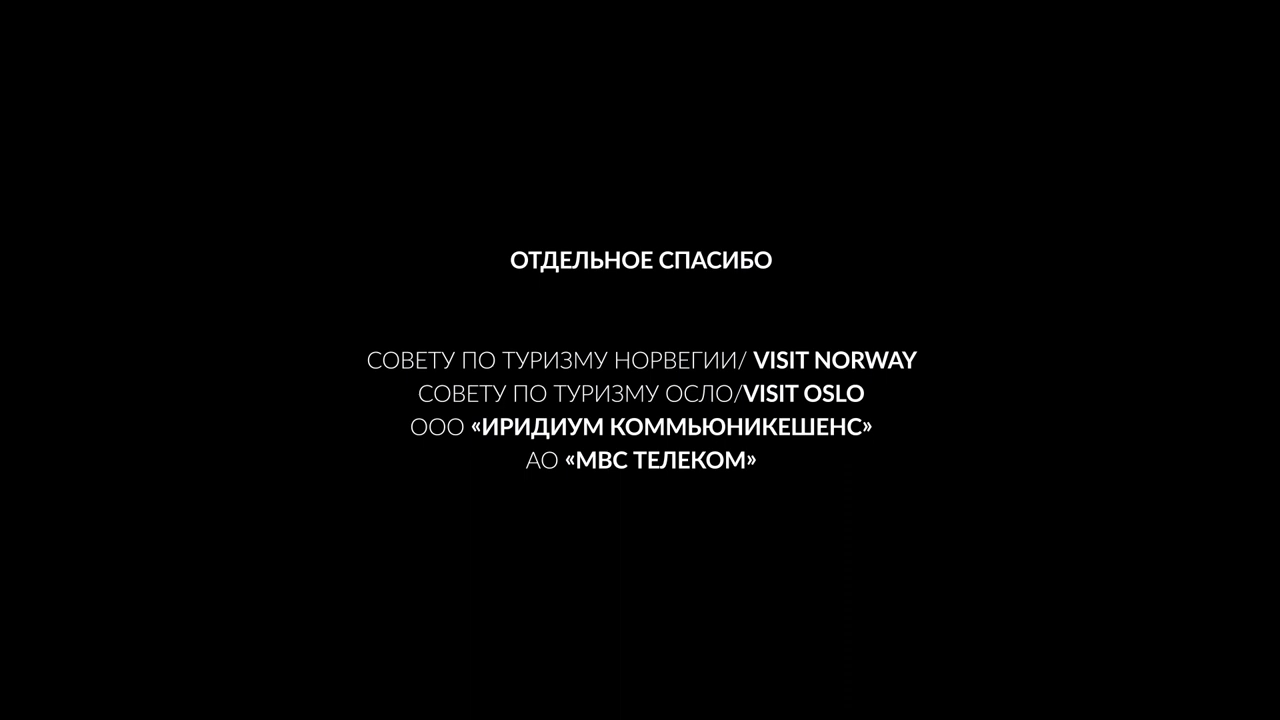 ОТДЕЛЬНОЕ СПАСИБО
СОВЕТУ ПО ТУРИЗМУ НОРВЕГИИ/ VISIT NORWAY
СОВЕТУ ПО ТУРИЗМУ ОСЛО/VISIT OSLO
ООО «ИРИДИУМ КОММЬЮНИКЕШЕНС»
АО «МВС ТЕЛЕКОМ»